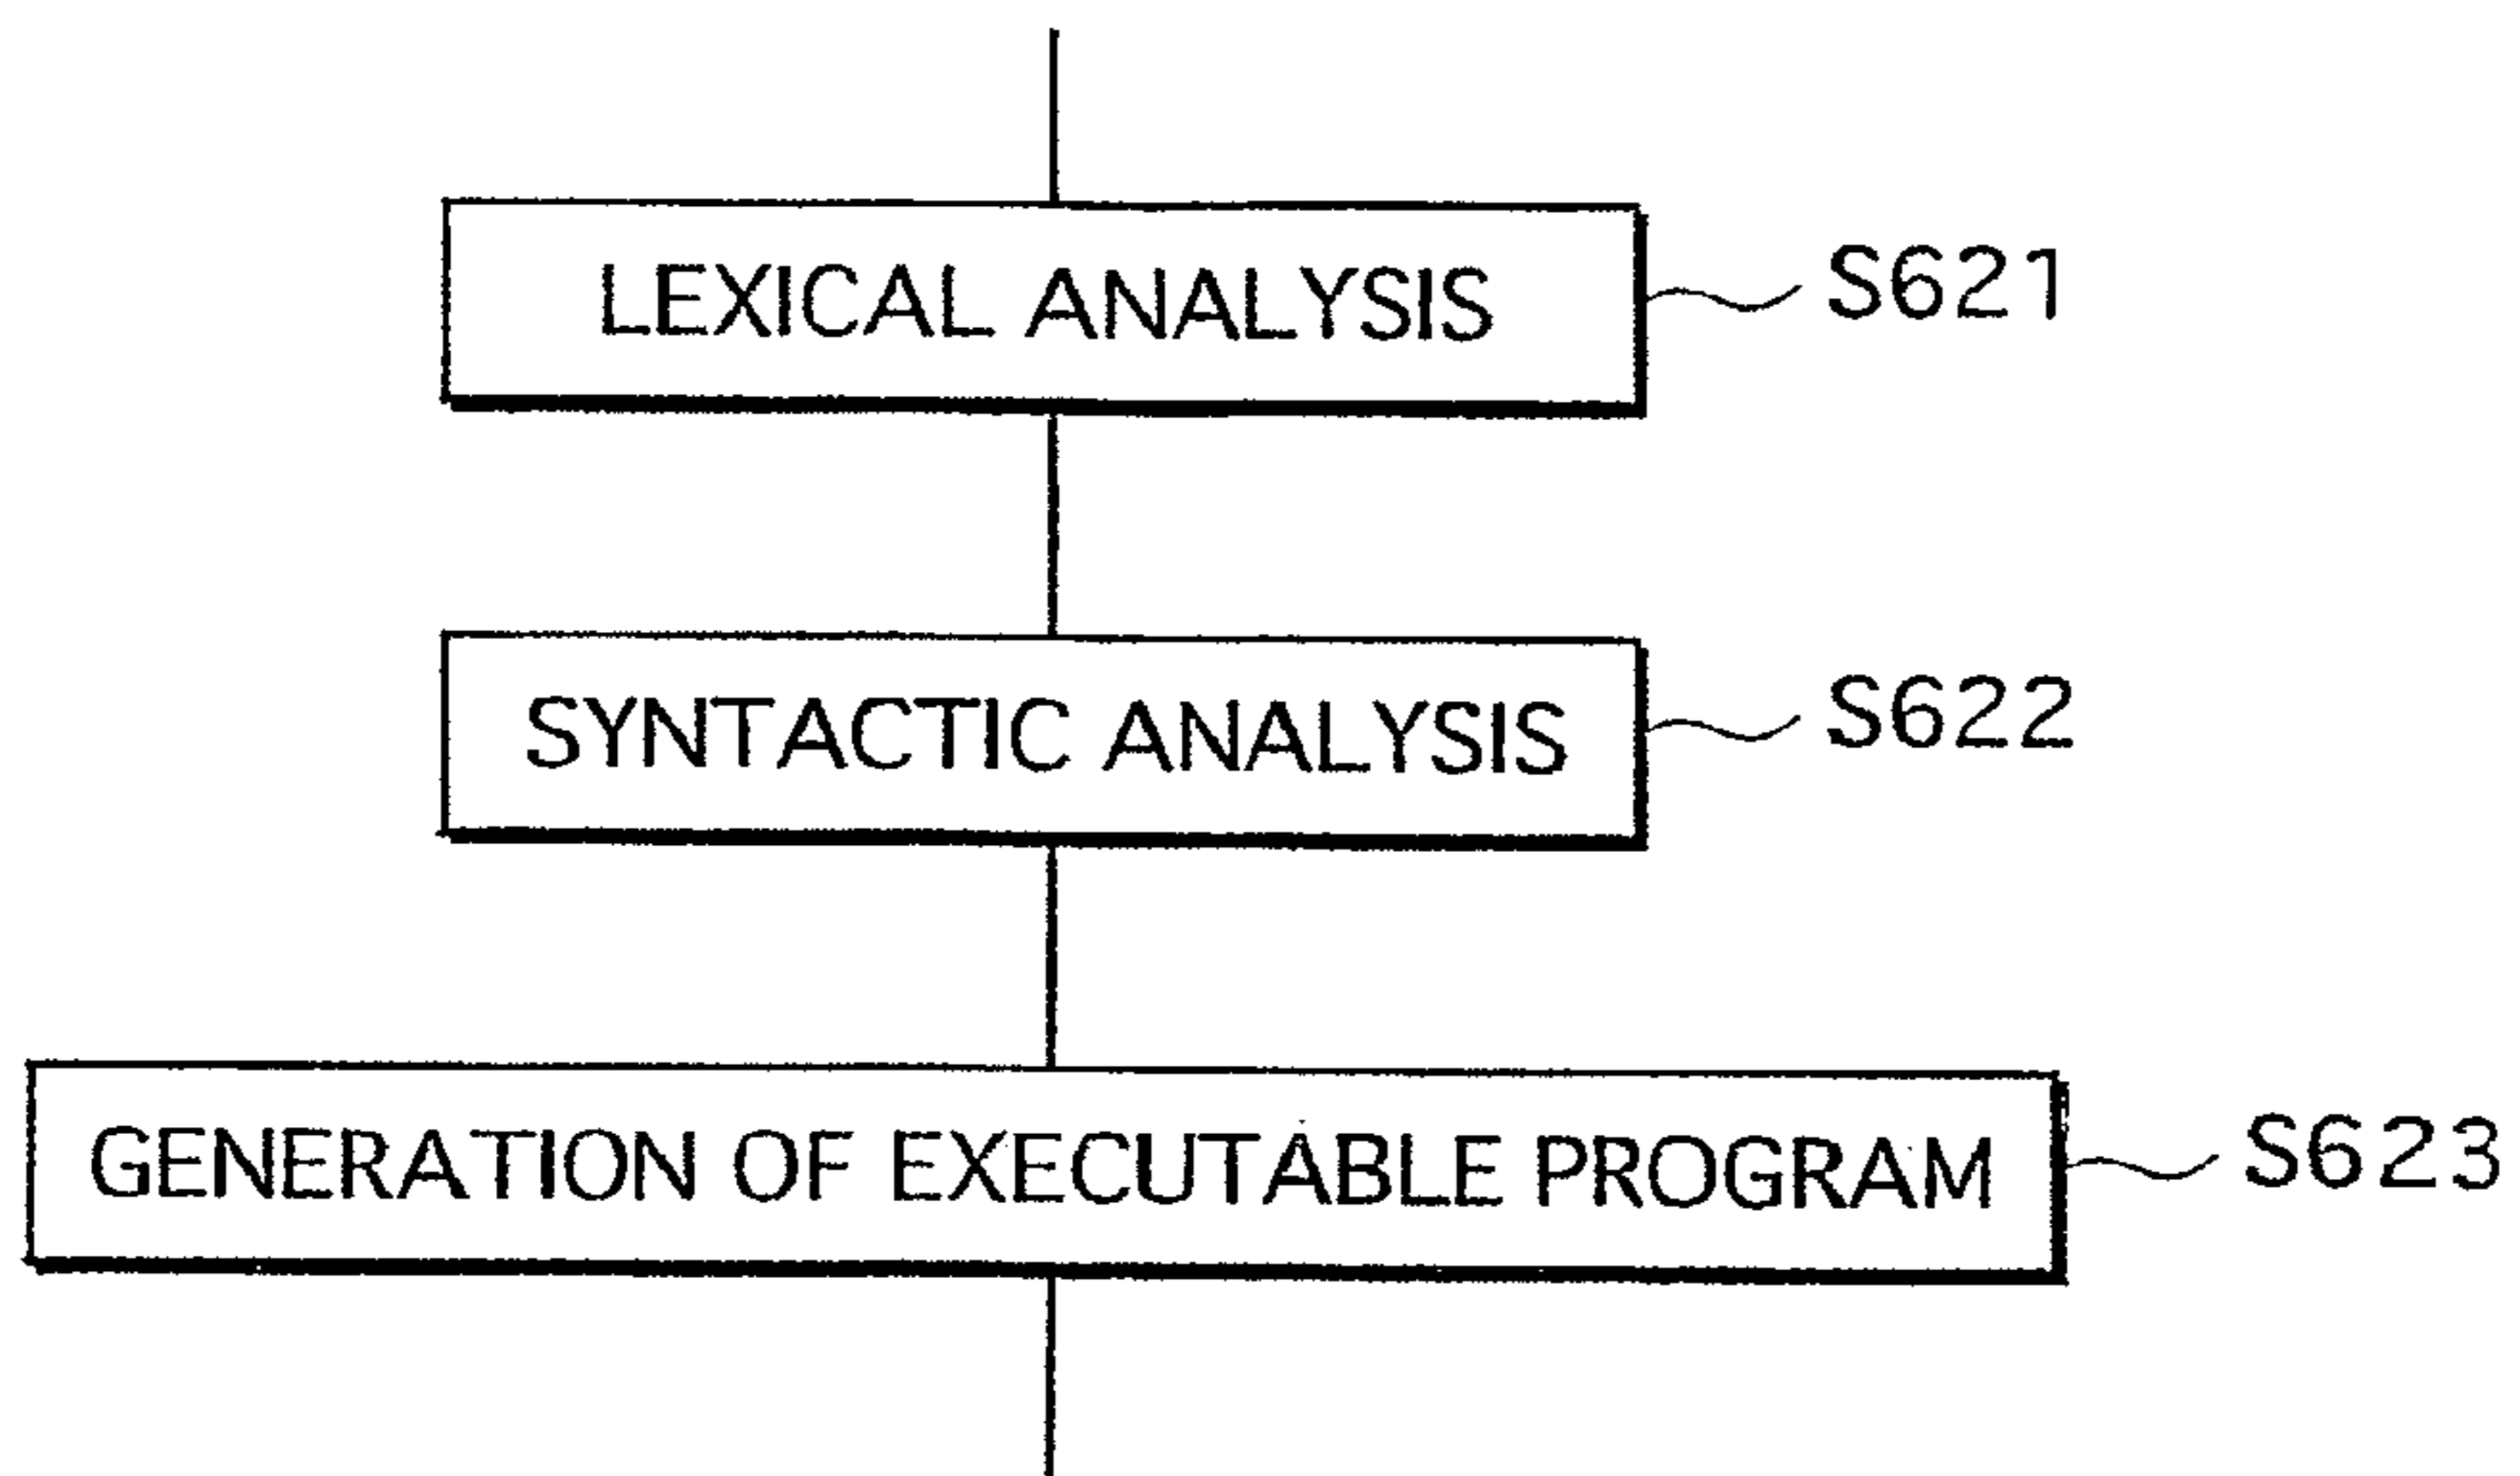 LEXICAL ANALYSIS S621
SYNTACTIC ANALYSIS S622
GENERATION OF EXECUTABLE PROGRAM S623